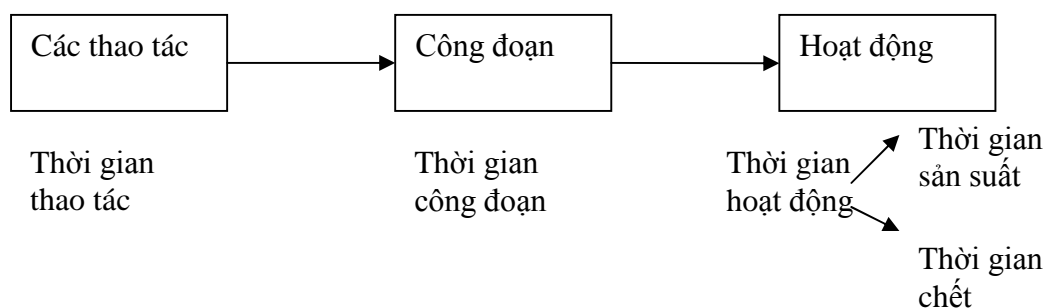 Các thao tác
Công đoạn
Hoạt động
Thời gian
thao tác
Thời gian
công đoạn
Thời gian
hoạt động
Thời gian
sản suất
Thời gian
chết